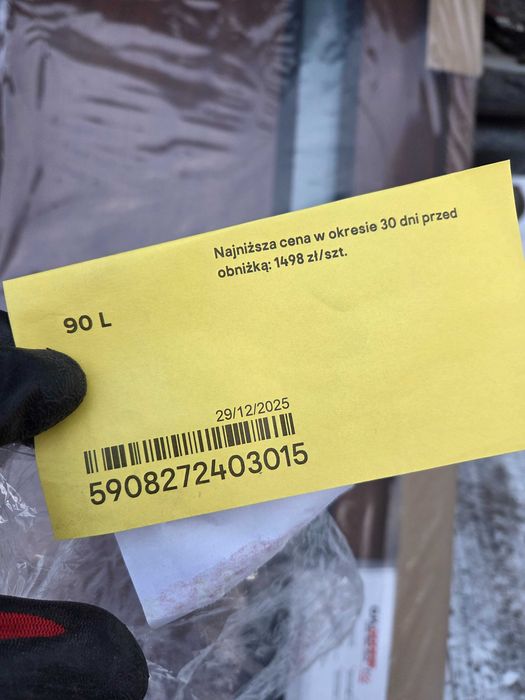 Najniższa cena w okresie 30 dni przed
obniżką: 1498 zł/szt.
90 L
29/12/2025
5908272403015